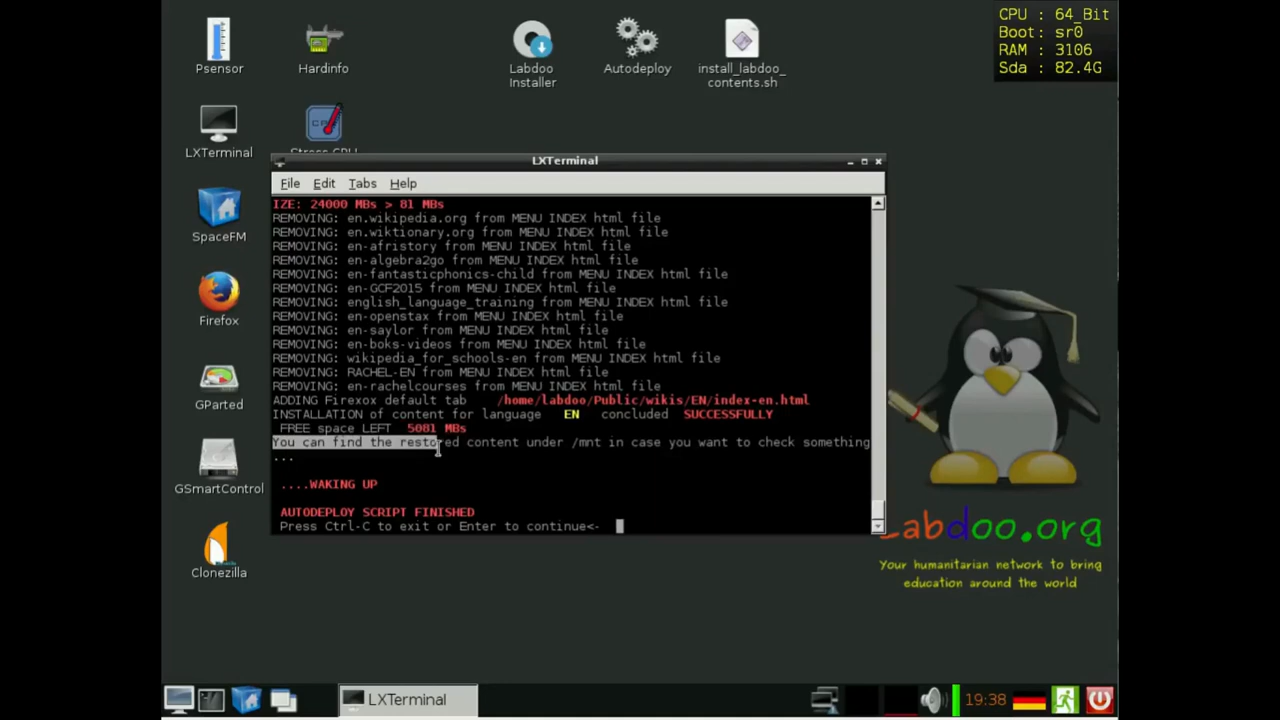 CPU : 64_Bit
Boot: sr0
RAM : 3106
Sda : 82.4G
Psensor
Hardinfo
Labdoo
Installer
Autodeploy
install_labdoo_
contents.sh
LXTerminal
SpaceFM
Firefox
GParted
GSmartControl
Clonezilla
LXTerminal
File Edit Tabs Help
IZE: 24000 MBs > 81 MBs
REMOVING: en.wikipedia.org from MENU INDEX html file
REMOVING: en.wiktionary.org from MENU INDEX html file
REMOVING: en-afristory from MENU INDEX html file
REMOVING: en-algebra2go from MENU INDEX html file
REMOVING: en-fantasticphonics-child from MENU INDEX html file
REMOVING: en-GCF2015 from MENU INDEX html file
REMOVING: english_language_training from MENU INDEX html file
REMOVING: en-openstax from MENU INDEX html file
REMOVING: en-saylor from MENU INDEX html file
REMOVING: en-boks-videos from MENU INDEX html file
REMOVING: wikipedia_for_schools-en from MENU INDEX html file
REMOVING: RACHEL-EN from MENU INDEX html file
REMOVING: en-rachelcourses from MENU INDEX html file
ADDING Firexox default tab /home/labdoo/Public/wikis/EN/index-en.html
INSTALLATION of content for language EN concluded SUCCESSFULLY
FREE space LEFT 5081 MBs
You can find the restored content under /mnt in case you want to check something
...
....WAKING UP
AUTODEPLOY SCRIPT FINISHED
Press Ctrl-C to exit or Enter to continue<-
Labdoo.org
Your humanitarian network to bring
education around the world
LXTerminal
19:38